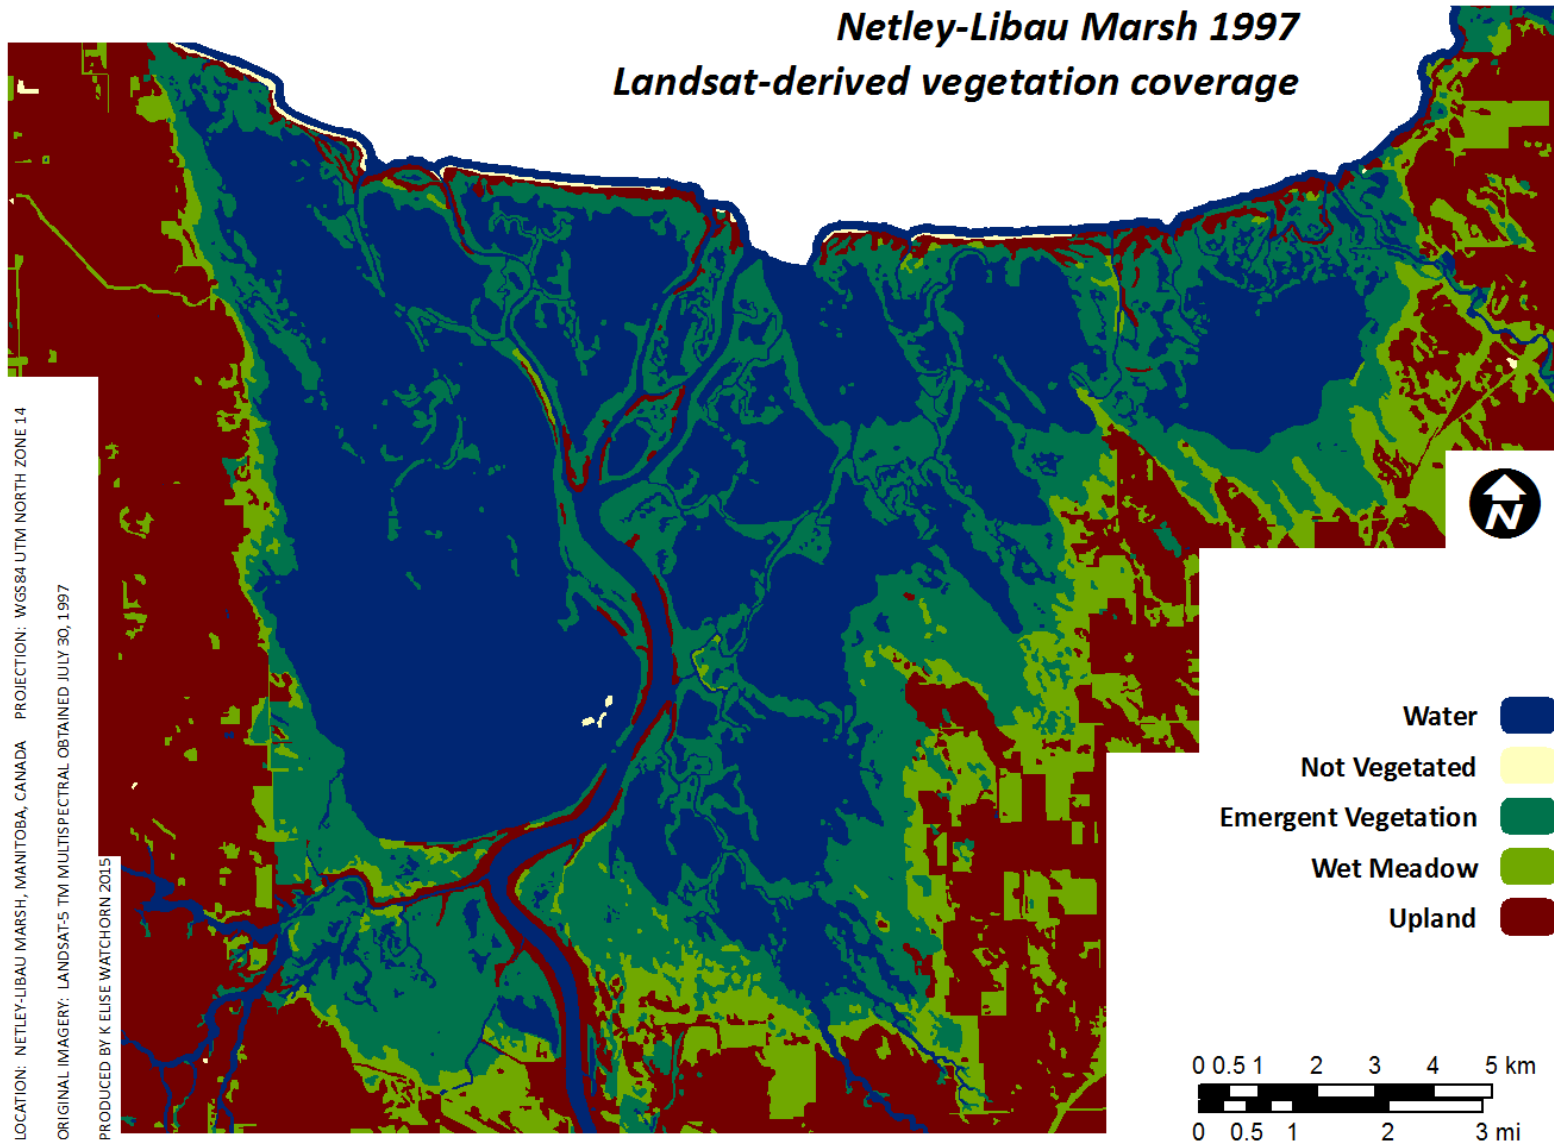 Netley-Libau Marsh 1997
Landsat-derived vegetation coverage
LOCATION: NETLEY-LIBAU MARSH, MANITOBA, CANADA PROJECTION: WGS84 UTM NORTH ZONE 14
ORIGINAL IMAGERY: LANDSAT-5 TM MULTISPECTRAL OBTAINED JULY 30, 1997
PRODUCED BY K ELISE WATCHORN 2015
N
Water
Not Vegetated
Emergent Vegetation
Wet Meadow
Upland
0 0.5 1 2 3 4 5 km
0 0.5 1 2 3 mi